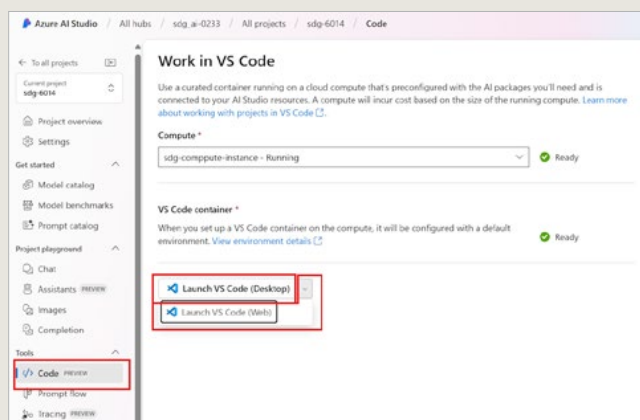 Azure AI Studio / All hubs / sdg_ai-0233 / All projects / sdg-6014 / Code
To all projects
Current project
sdg-6014
Project overview
Settings
Get started
Model catalog
Model benchmarks
Prompt catalog
Project playground
Chat
Assistants PREVIEW
Images
Completion
Tools
Code PREVIEW
Prompt flow
Tracing PREVIEW
Work in VS Code
Use a curated container running on a cloud compute that's preconfigured with the AI packages you'll need and is
connected to your AI Studio resources. A compute will incur cost based on the size of the running compute. Learn more
about working with projects in VS Code
Compute *
sdg-comppute-instance - Running
Ready
VS Code container *
When you set up a VS Code container on the compute, it will be configured with a default
environment. View environment details
Ready
Launch VS Code (Desktop)
Launch VS Code (Web)